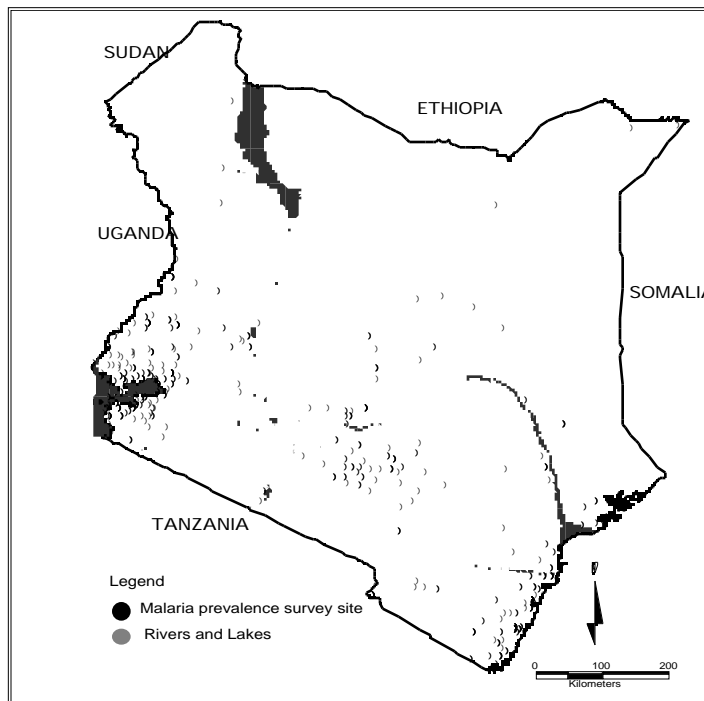 SUDAN
ETHIOPIA
UGANDA
SOMALIA
TANZANIA
Legend
Malaria prevalence survey site
Rivers and Lakes
0 100 200
Kilometers